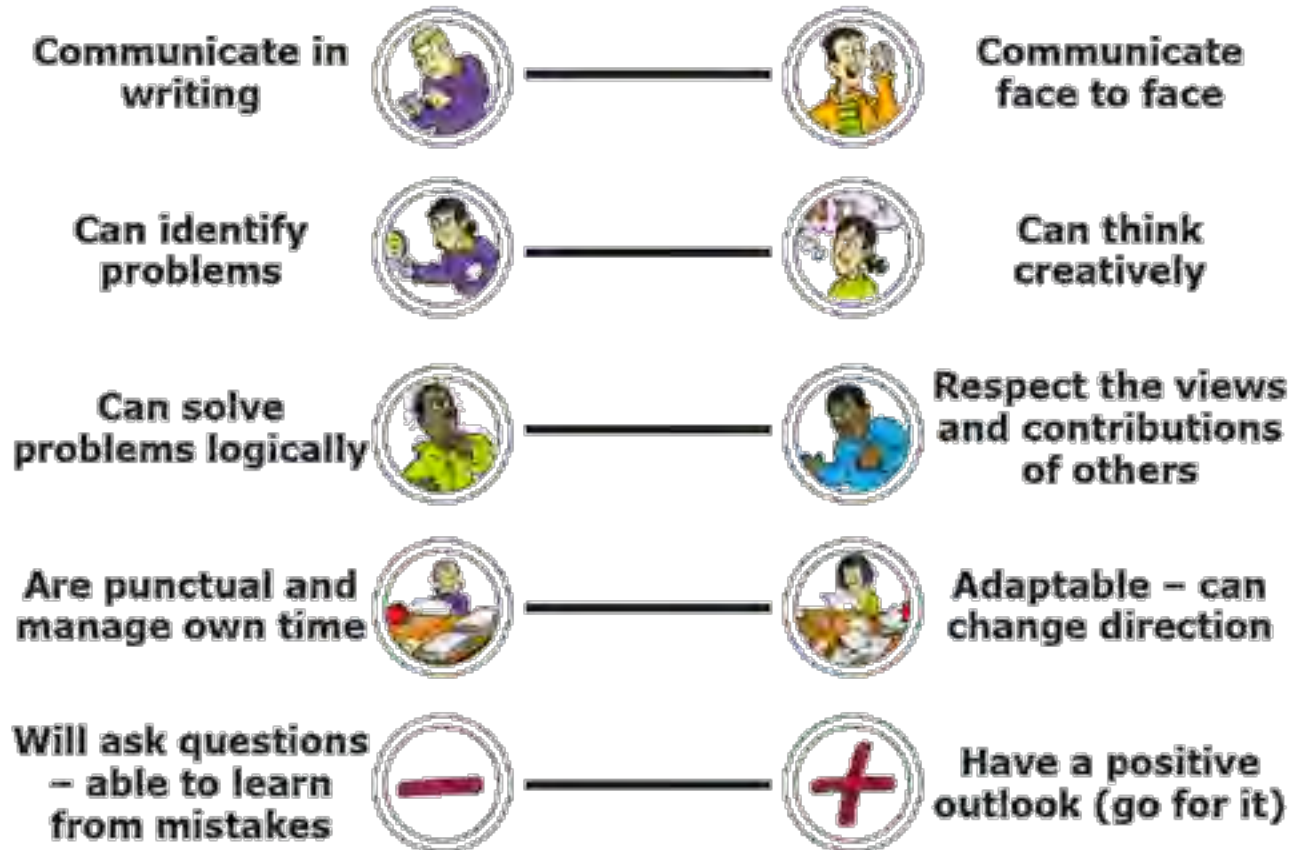 Communicate in
writing
Communicate
face to face
Can identify
problems
Can think
creatively
Can solve
problems logically
Respect the views
and contributions
of others
Are punctual and
manage own time
Adaptable – can
change direction
Will ask questions
– able to learn
from mistakes
Have a positive
outlook (go for it)